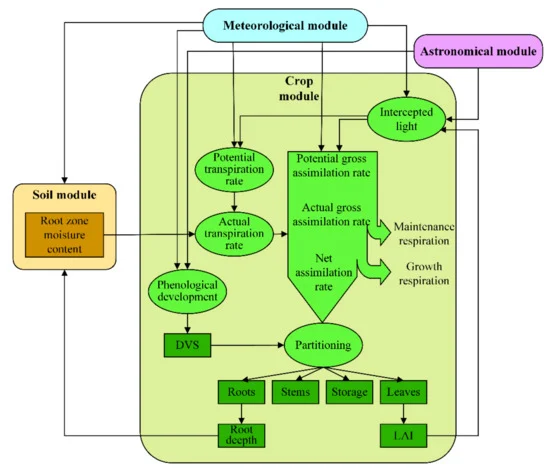 Meteorological module
Astronomical module
Crop
module
Intercepted
light
Potential
transpiration
rate
Potential gross
assimilation rate
Soil module
Root zone
moisture
content
Actual
transpiration
rate
Actual gross
assimilation rate
Maintenance
respiration
Net
assimilation
rate
Growth
respiration
Phenological
development
DVS
Partitioning
Roots
Stems
Storage
Leaves
Root
deepth
LAI